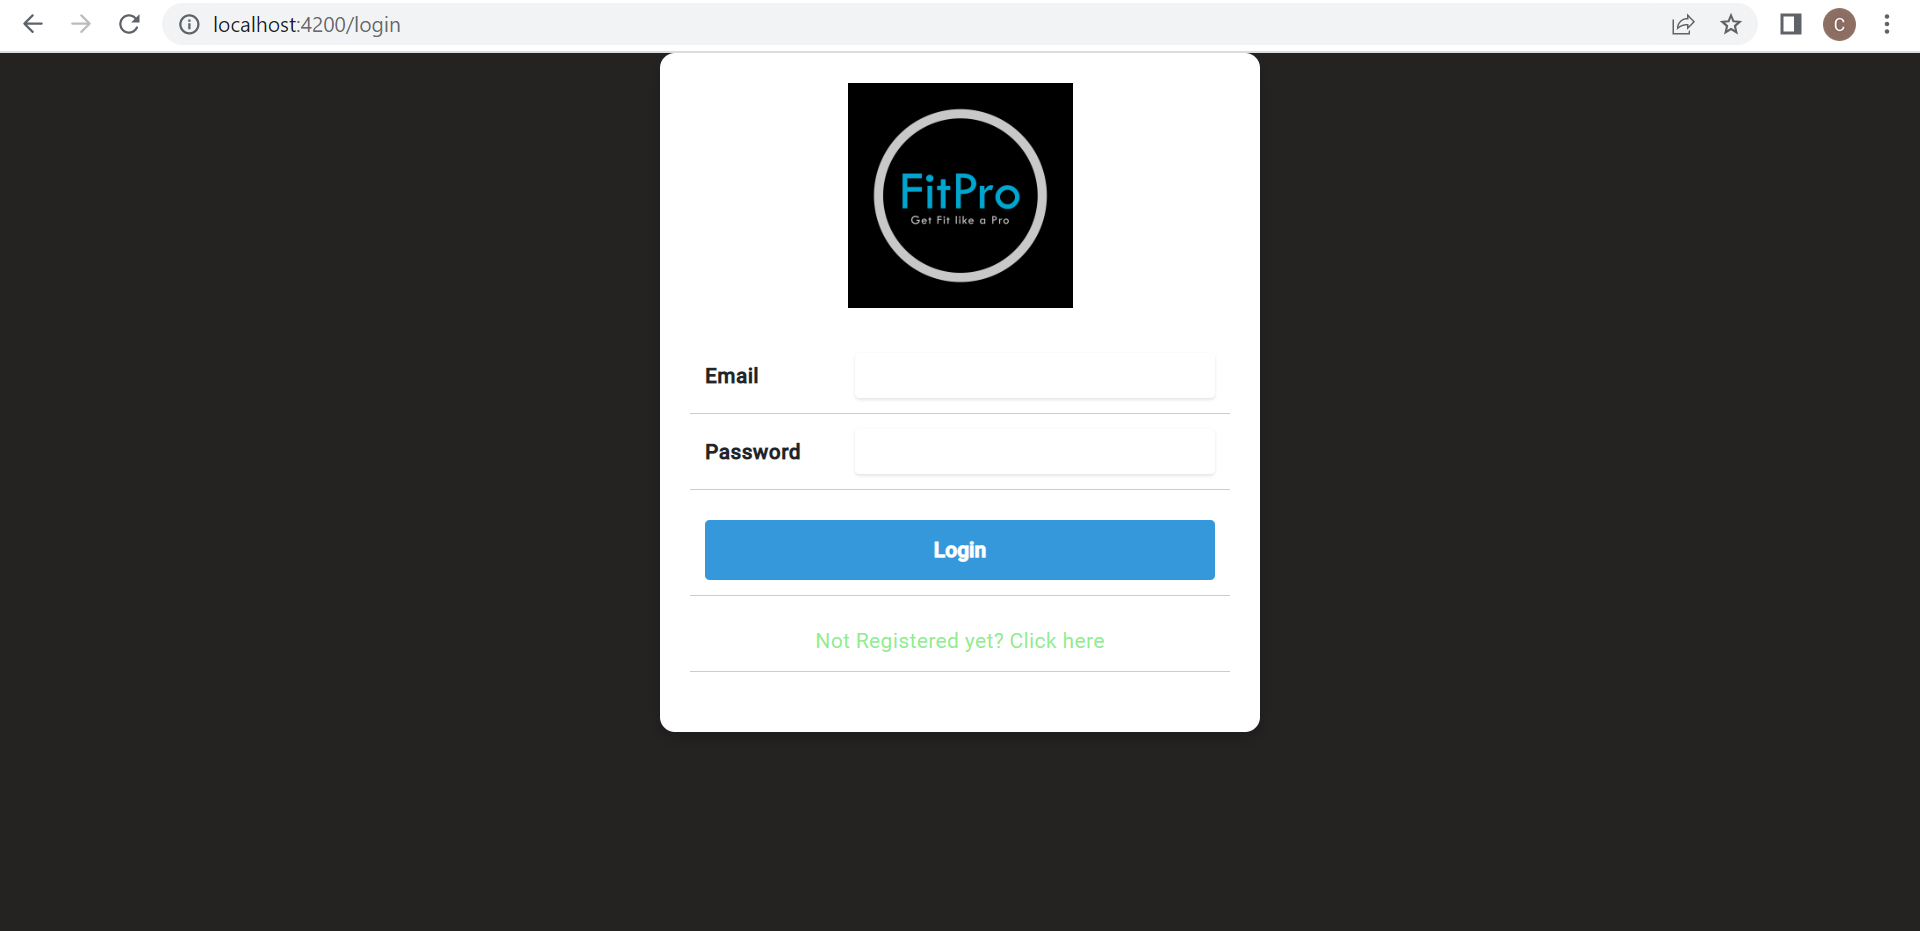 localhost:4200/login
C
FitPro
Get Fit like a Pro
Email
Password
Login
Not Registered yet? Click here